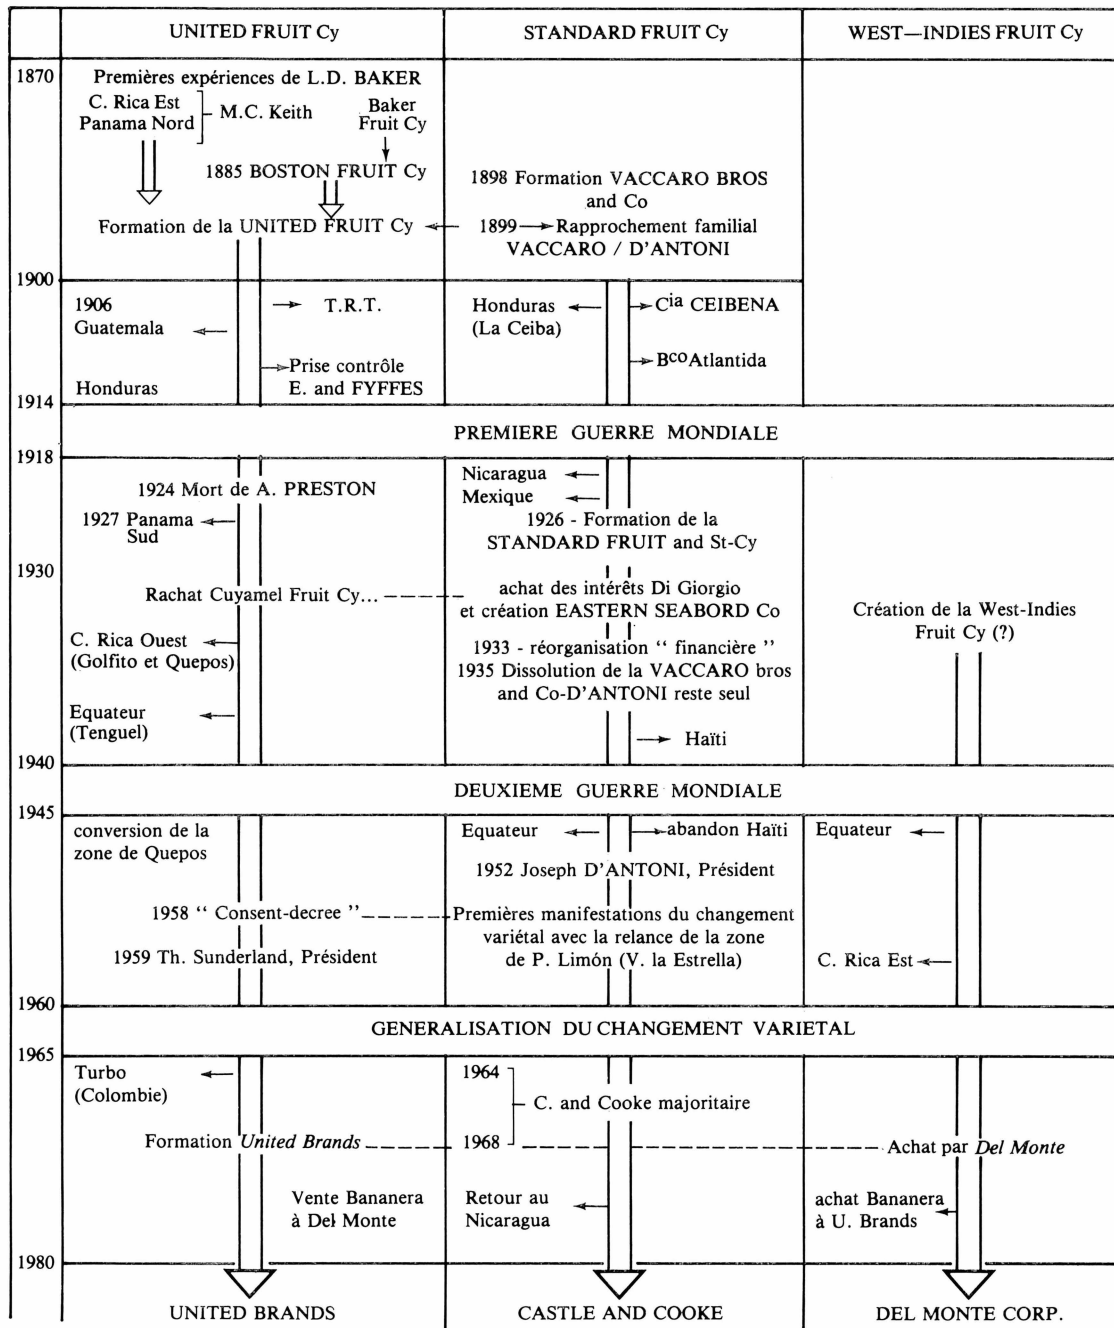 UNITED FRUIT Cy
STANDARD FRUIT Cy
WEST—INDIES FRUIT Cy
1870
Premières expériences de L.D. BAKER
C. Rica Est
Panama Nord
M.C. Keith
Baker
Fruit Cy
1885 BOSTON FRUIT Cy
Formation de la UNITED FRUIT Cy
1898 Formation VACCARO BROS
and Co
1899 Rapprochement familial
VACCARO / D'ANTONI
1900
1906
Guatemala
T.R.T.
Prise contrôle
E. and FYFFES
Honduras
Honduras
(La Ceiba)
Cia CEIBENA
Bco Atlantida
1914
PREMIERE GUERRE MONDIALE
1918
1924 Mort de A. PRESTON
1927 Panama
Sud
Nicaragua
Mexique
1926 - Formation de la
STANDARD FRUIT and St-Cy
1930
Rachat Cuyamel Fruit Cy...
achat des intérêts Di Giorgio
et création EASTERN SEABORD Co
C. Rica Ouest
(Golfito et Quepos)
1933 - réorganisation “ financière ”
1935 Dissolution de la VACCARO bros
and Co-D'ANTONI reste seul
Création de la West-Indies
Fruit Cy (?)
Equateur
(Tenguel)
Haïti
1940
DEUXIEME GUERRE MONDIALE
1945
conversion de la
zone de Quepos
Equateur
abandon Haïti
Equateur
1952 Joseph D'ANTONI, Président
1958 “ Consent-decree ”
Premières manifestations du changement
variétal avec la relance de la zone
de P. Limón (V. la Estrella)
1959 Th. Sunderland, Président
C. Rica Est
1960
GENERALISATION DU CHANGEMENT VARIETAL
1965
Turbo
(Colombie)
1964
C. and Cooke majoritaire
1968
Formation United Brands
Achat par Del Monte
Vente Bananera
à Del Monte
Retour au
Nicaragua
achat Bananera
à U. Brands
1980
UNITED BRANDS
CASTLE AND COOKE
DEL MONTE CORP.